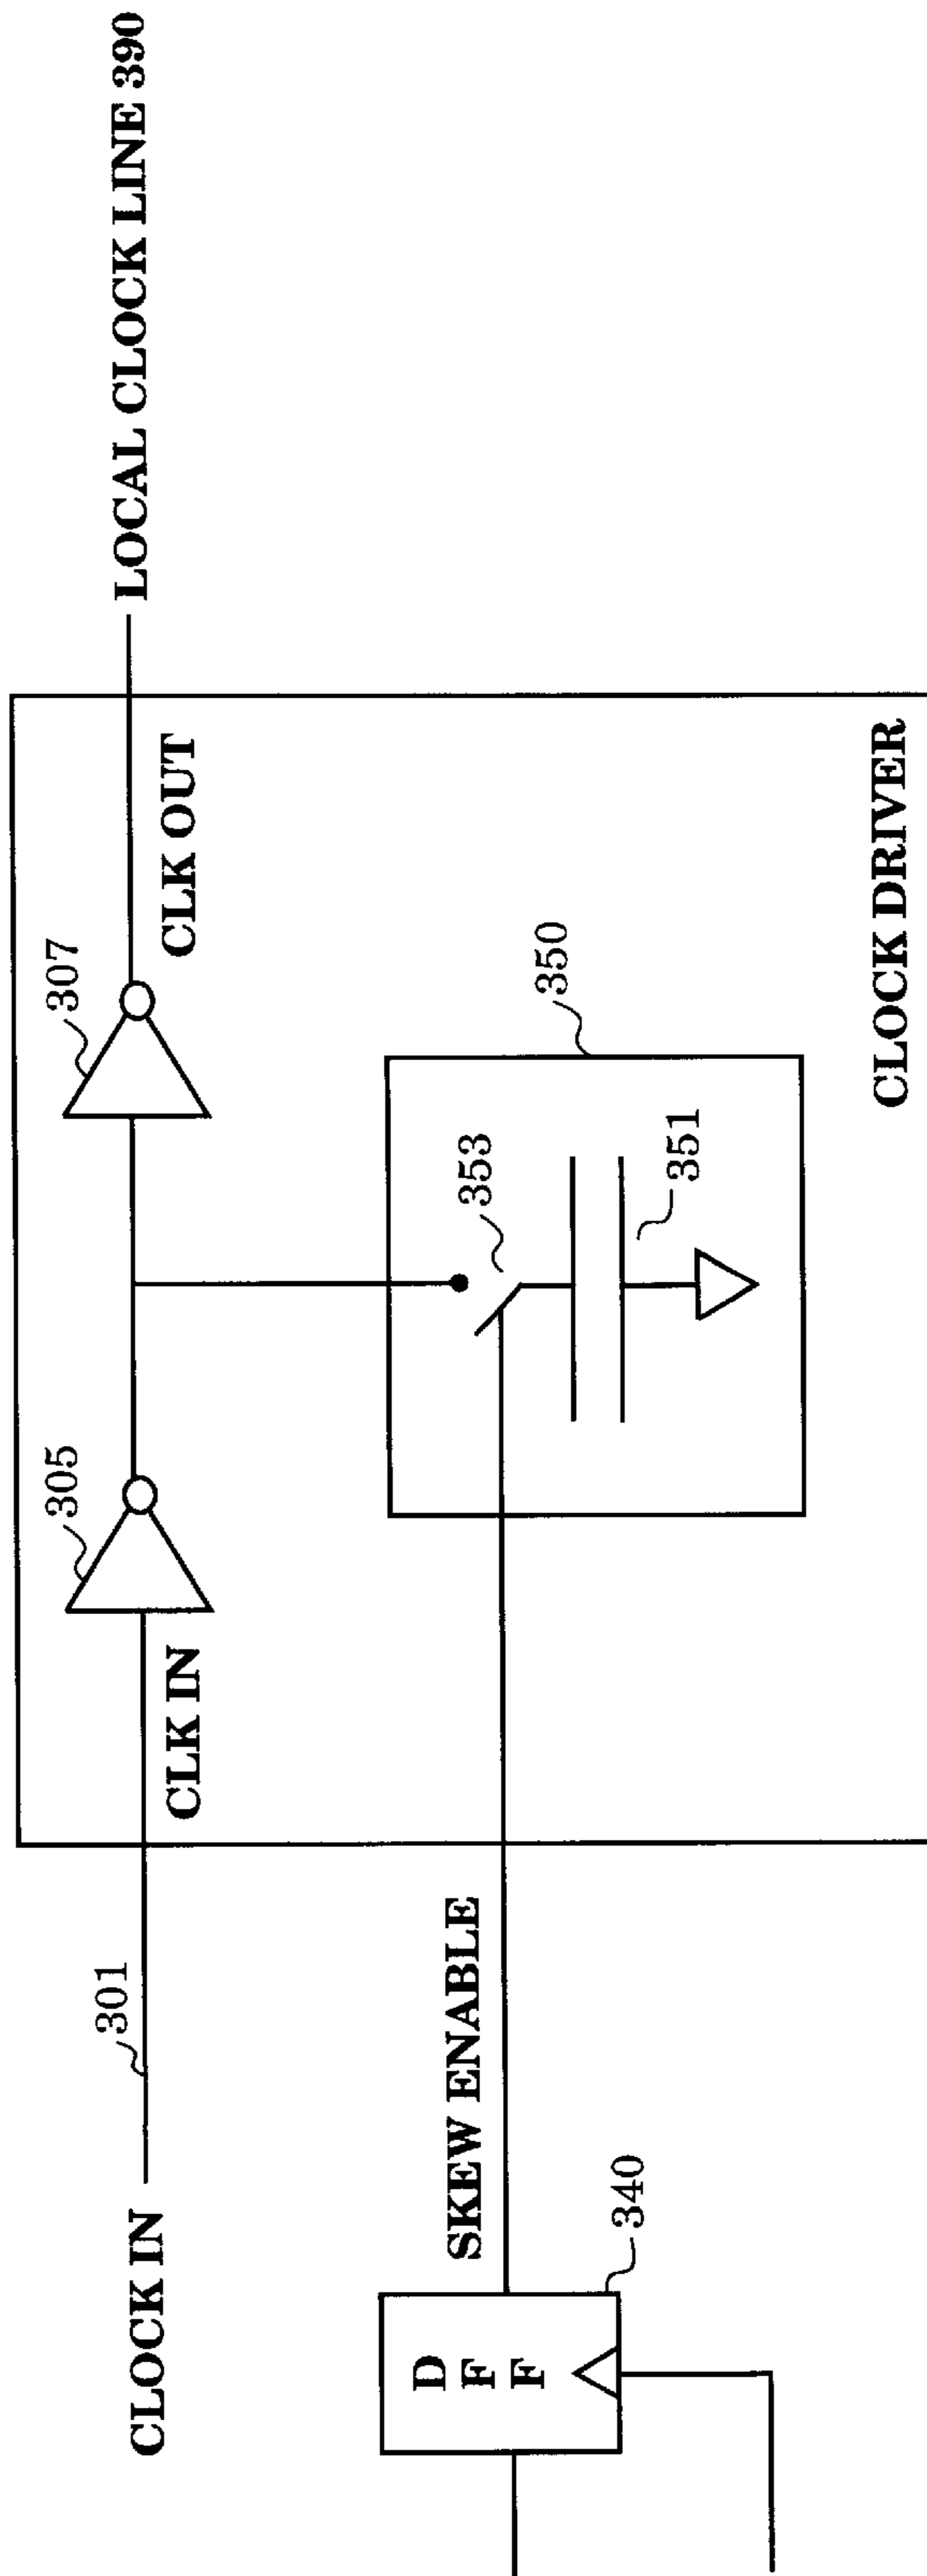 CLOCK IN
301
CLK IN
305
307
CLK OUT
LOCAL CLOCK LINE 390
D
F
F
340
SKEW ENABLE
353
351
350
CLOCK DRIVER